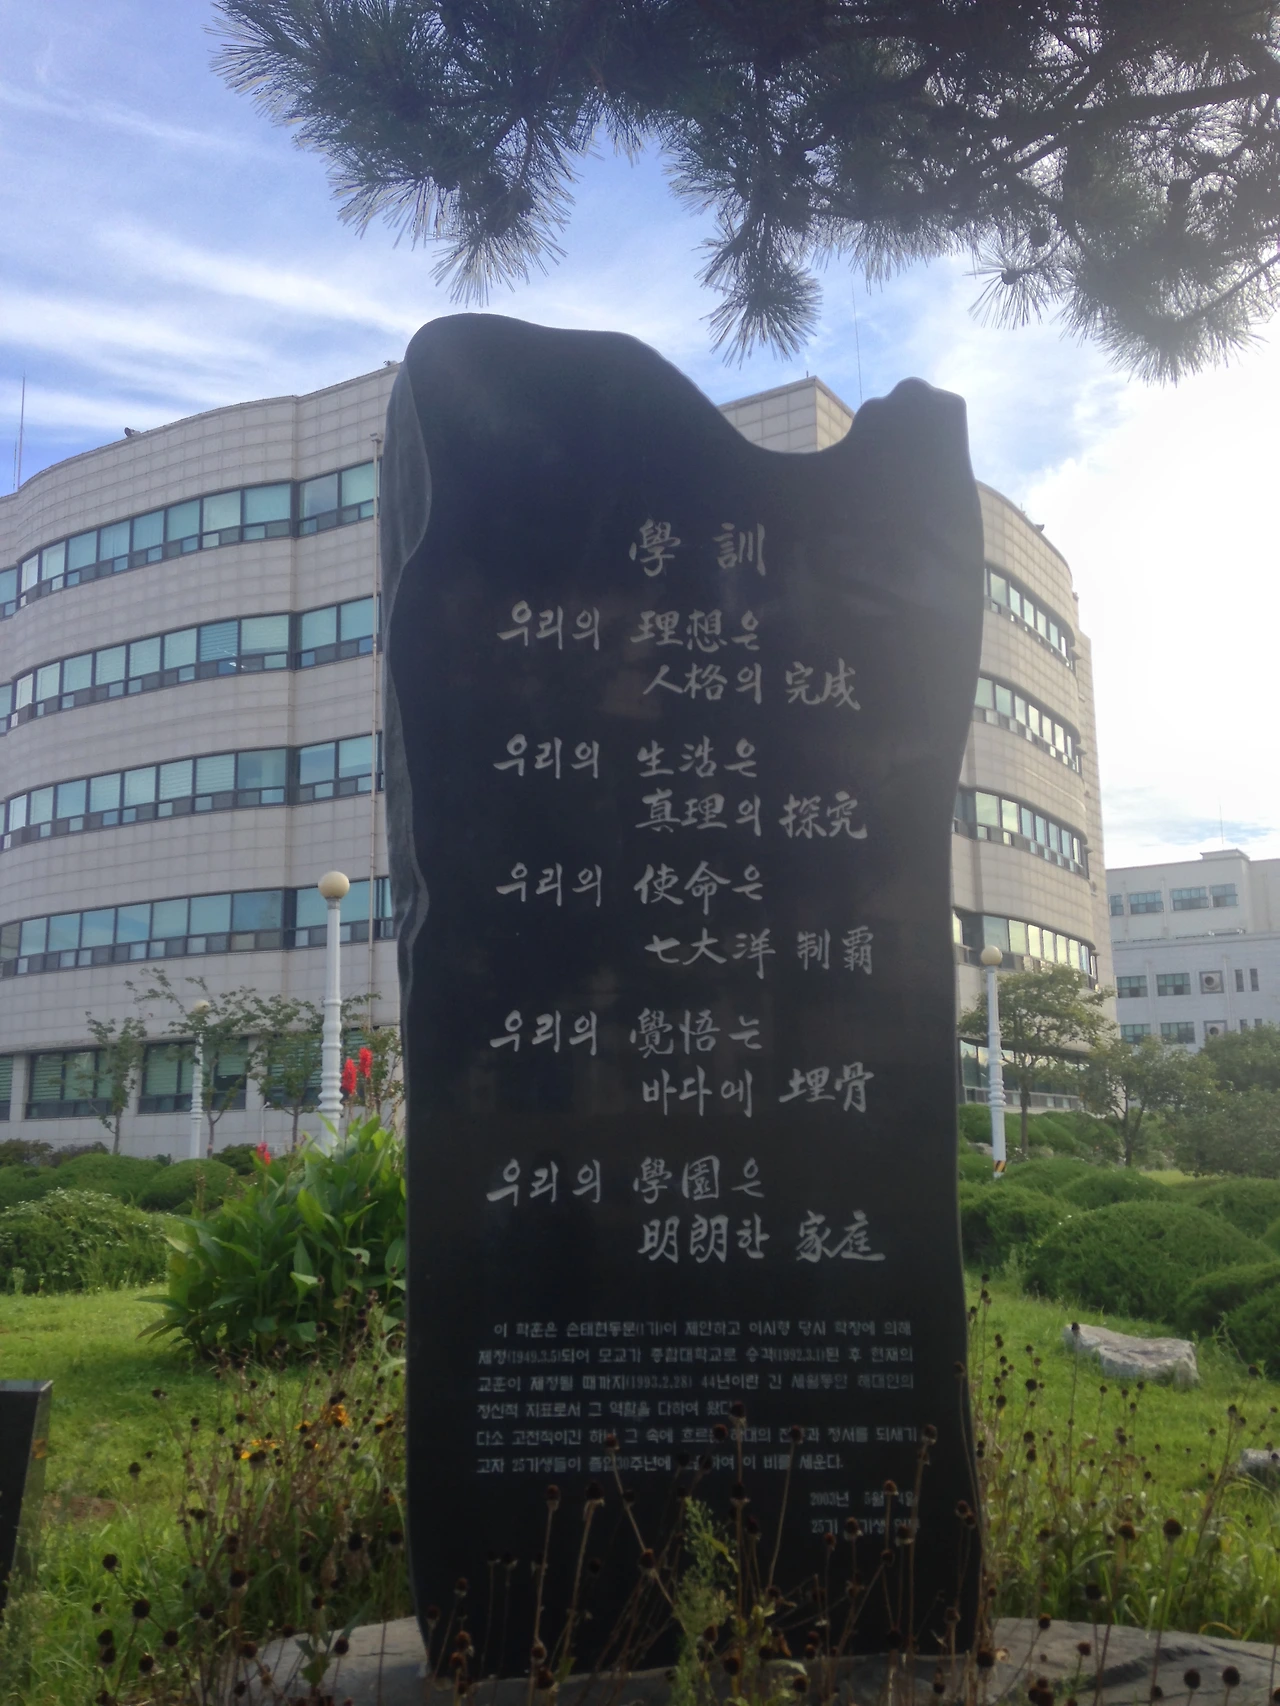 學 訓
우리의 理想은
人格의 完成
우리의 生活은
真理의 探究
우리의 使命은
七大洋 制霸
우리의 覺悟는
바다에 埋骨
우리의 學園은
明朗한 家庭
이 학훈은 손태현동문(1기)이 제안하고 이시형 당시 학장에 의해
제정(1949.3.5)되어 모교가 종합대학교로 승격(1992.3.1)된 후 현재의
교훈이 제정될 때까지(1993.2.28) 44년이란 긴 세월동안 해대인의
정신적 지표로서 그 역할을 다하여 왔다.
다소 고전적이긴 하나 그 속에 흐르는 해대의 전통과 정서를 되새기
고자 25기생들이 졸업30주년에 하여 이 비를 세운다.
2003년 5월
25기